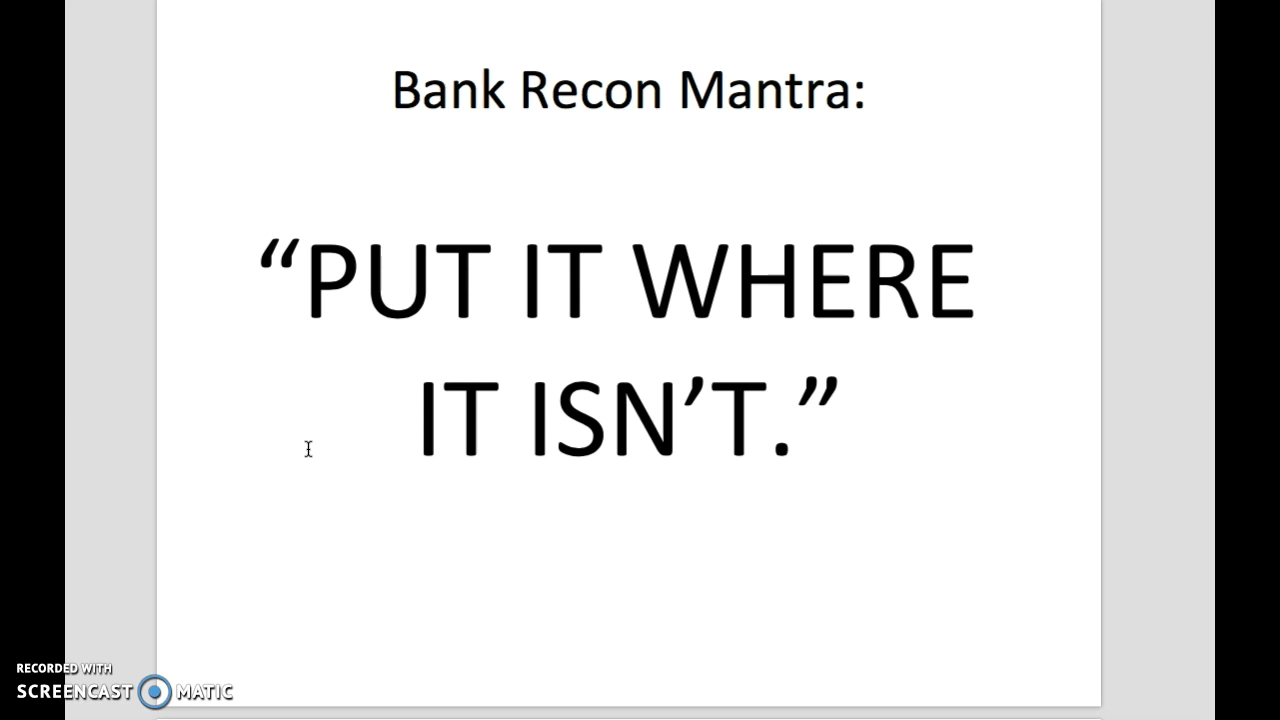 Bank Recon Mantra:
“PUT IT WHERE
IT ISN’T.”
RECORDED WITH
SCREENCAST MATIC